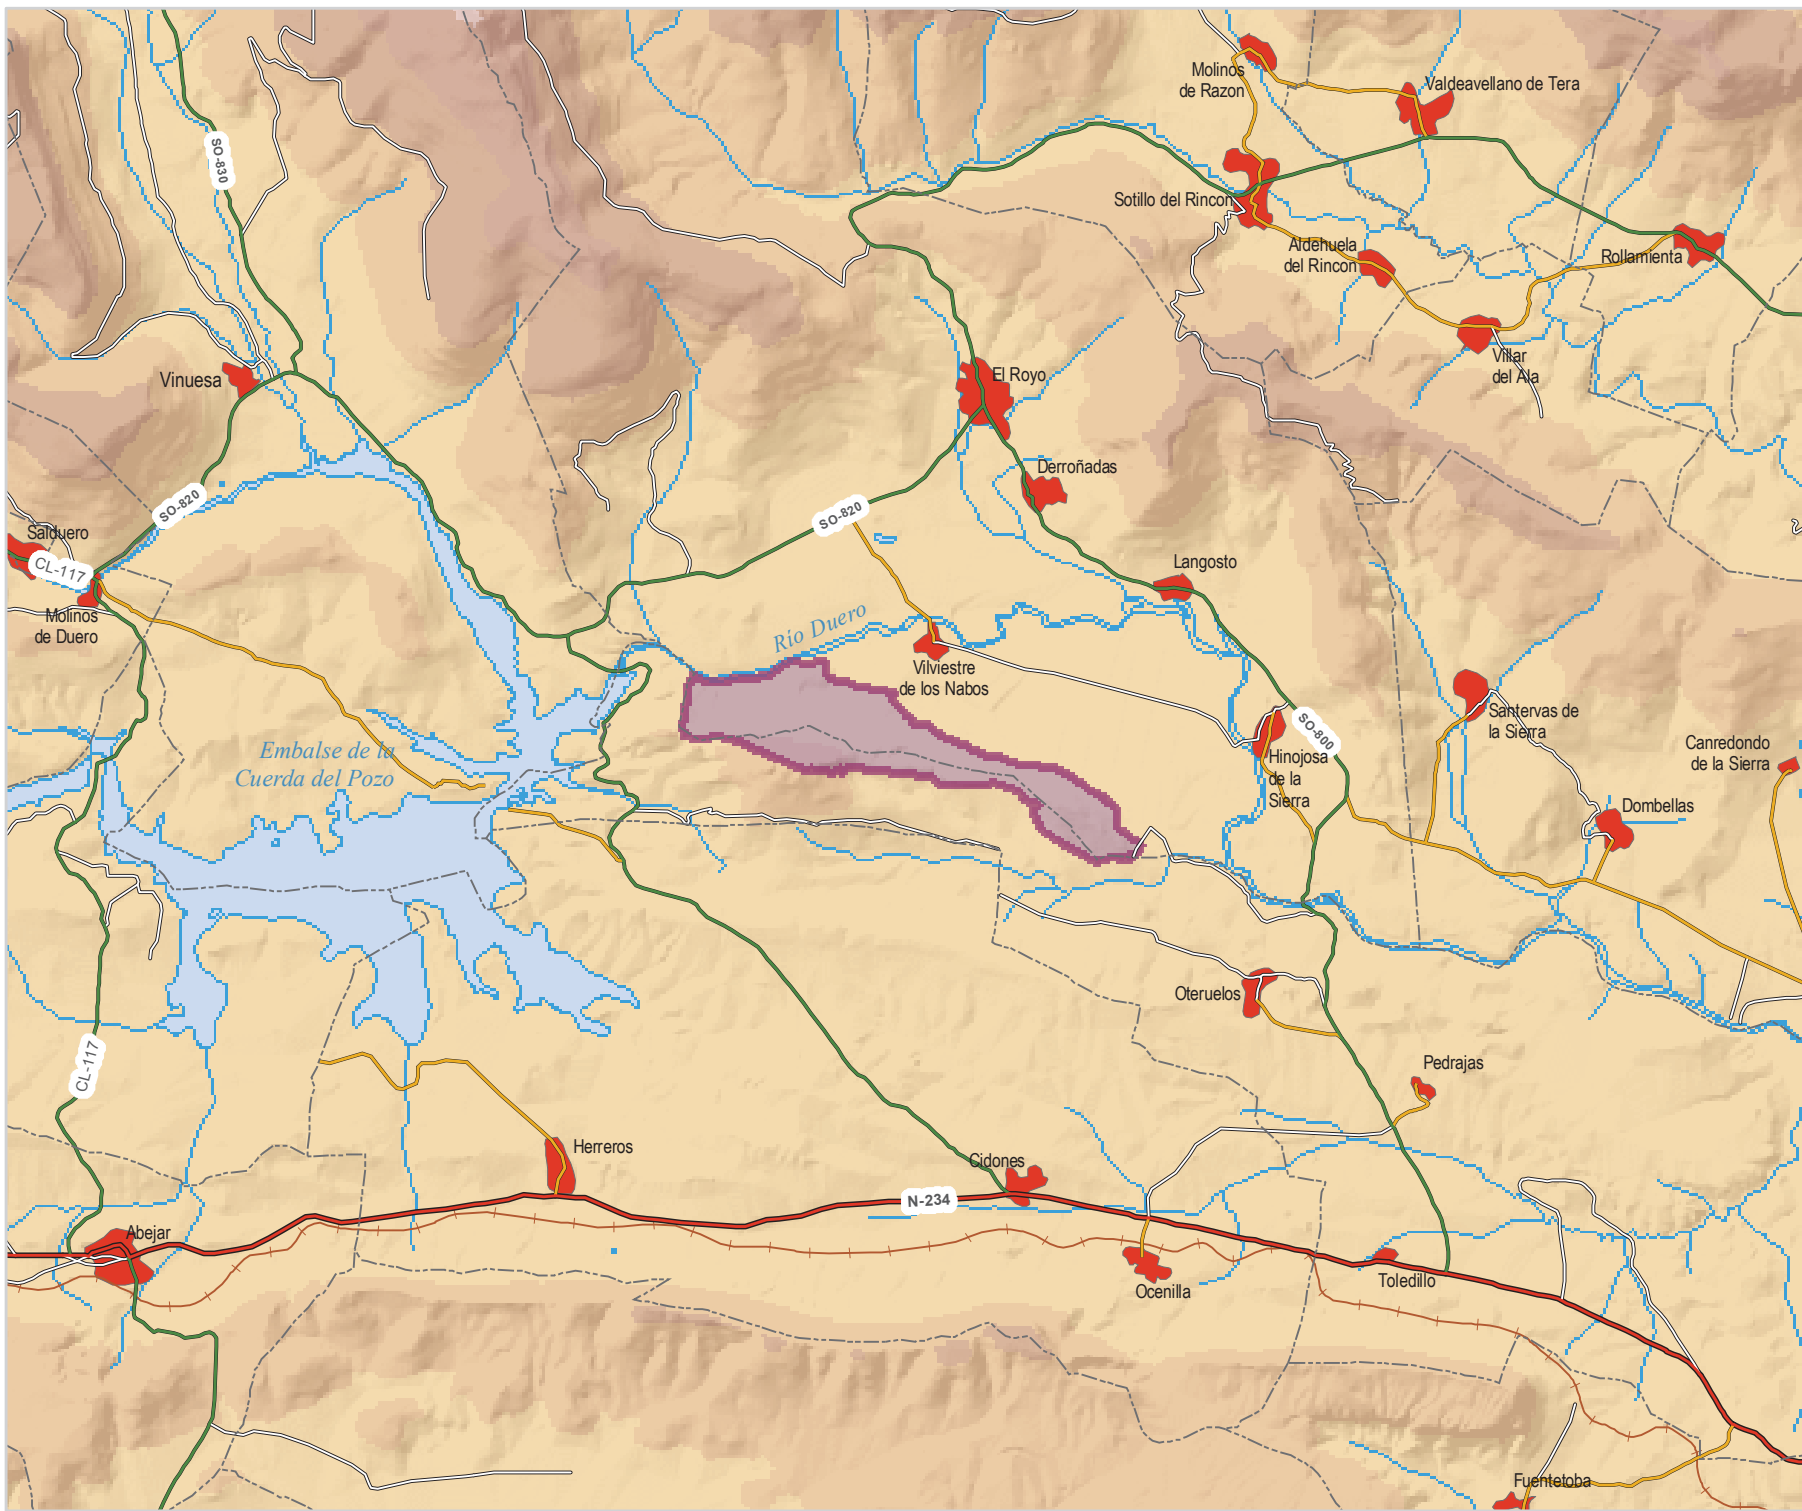 Molinos
de Razon
Valdeavellano de Tera
SO-830
Sotillo del Rincon
Aldehuela
del Rincon
Rollamienta
Villar
del Ala
Vinuesa
El Royo
Derroñadas
SO-820
SO-820
Salduero
CL-117
Langosto
Molinos
de Duero
Río Duero
Vilviestre
de los Nabos
Santervas de
la Sierra
SO-800
Embalse de la
Cuerda del Pozo
Hinojosa
de la
Sierra
Canredondo
de la Sierra
Dombellas
Oteruelos
CL-117
Pedrajas
Herreros
Cidones
N-234
Abejar
Ocenilla
Toledillo
Fuentetoba